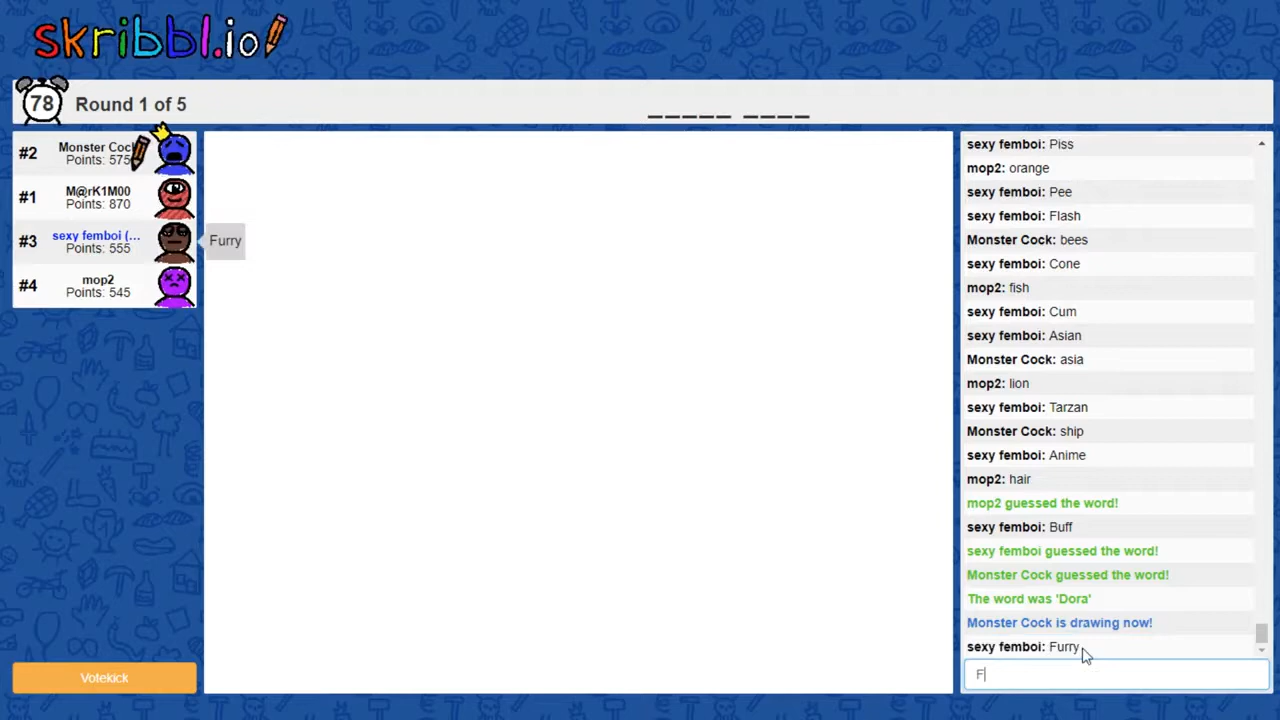 skribbl.io
78
Round 1 of 5
_____ ____
#2
Monster Coc
Points: 575
#1
M@rK1M00
Points: 870
#3
sexy femboi (...
Points: 555
Furry
#4
mop2
Points: 545
Votekick
sexy femboi: Piss
mop2: orange
sexy femboi: Pee
sexy femboi: Flash
Monster Cock: bees
sexy femboi: Cone
mop2: fish
sexy femboi: Cum
sexy femboi: Asian
Monster Cock: asia
mop2: lion
sexy femboi: Tarzan
Monster Cock: ship
sexy femboi: Anime
mop2: hair
mop2 guessed the word!
sexy femboi: Buff
sexy femboi guessed the word!
Monster Cock guessed the word!
The word was 'Dora'
Monster Cock is drawing now!
sexy femboi: Furry
F